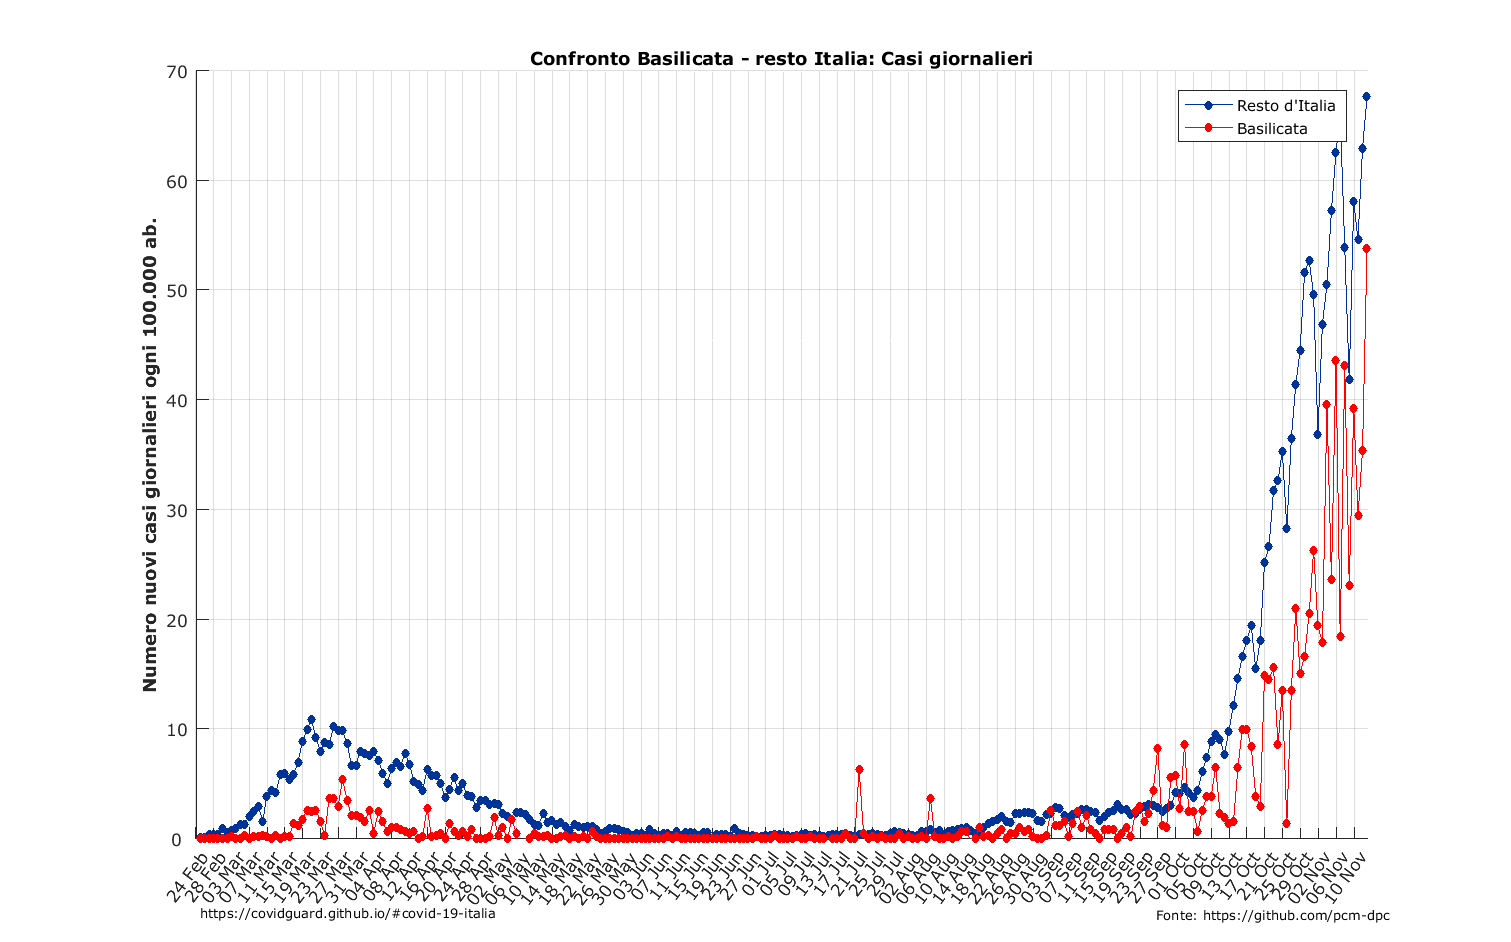 Confronto Basilicata - resto Italia: Casi giornalieri
Resto d'Italia
Basilicata
Numero nuovi casi giornalieri ogni 100.000 ab.
70
60
50
40
30
20
10
0
24 Feb
28 Feb
03 Mar
07 Mar
11 Mar
15 Mar
19 Mar
23 Mar
27 Mar
31 Mar
04 Apr
08 Apr
12 Apr
16 Apr
20 Apr
24 Apr
28 Apr
02 May
06 May
10 May
14 May
18 May
22 May
26 May
30 May
03 Jun
07 Jun
11 Jun
15 Jun
19 Jun
23 Jun
27 Jun
01 Jul
05 Jul
09 Jul
13 Jul
17 Jul
21 Jul
25 Jul
29 Jul
02 Aug
06 Aug
10 Aug
14 Aug
18 Aug
22 Aug
26 Aug
30 Aug
03 Sep
07 Sep
11 Sep
15 Sep
19 Sep
23 Sep
27 Sep
01 Oct
05 Oct
09 Oct
13 Oct
17 Oct
21 Oct
25 Oct
29 Oct
02 Nov
06 Nov
10 Nov
https://covidguard.github.io/#covid-19-italia
Fonte: https://github.com/pcm-dpc